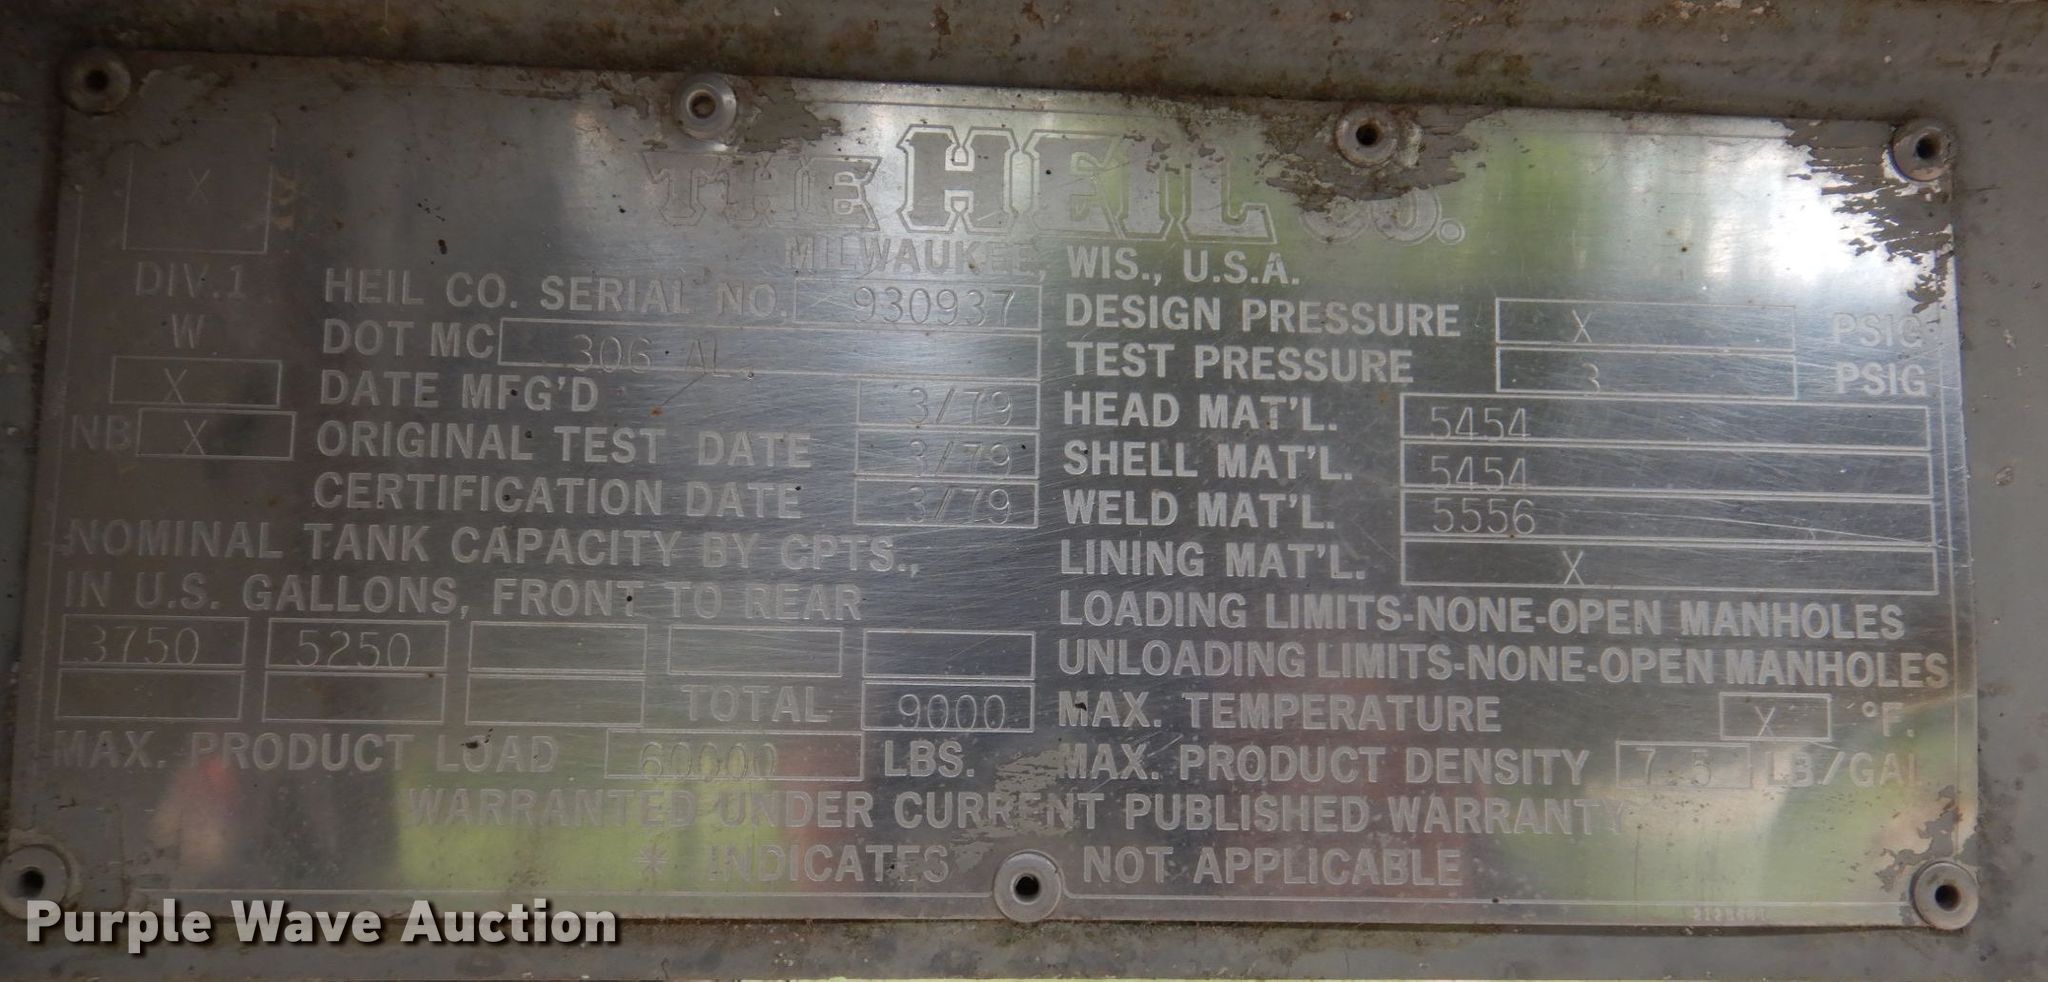 THE HEIL CO.
MILWAUKEE, WIS., U.S.A.
X
DIV.1
W
X
NB X
HEIL CO. SERIAL NO. 930937
DOT MC 306 AL.
DATE MFG'D 3/79
ORIGINAL TEST DATE 3/79
CERTIFICATION DATE 3/79
NOMINAL TANK CAPACITY BY CPTS.,
IN U.S. GALLONS, FRONT TO REAR
3750 5250
TOTAL 9000
MAX. PRODUCT LOAD 60000 LBS.
DESIGN PRESSURE X PSIG
TEST PRESSURE 3 PSIG
HEAD MAT'L. 5454
SHELL MAT'L. 5454
WELD MAT'L. 5556
LINING MAT'L. X
LOADING LIMITS-NONE-OPEN MANHOLES
UNLOADING LIMITS-NONE-OPEN MANHOLES
MAX. TEMPERATURE X °F.
MAX. PRODUCT DENSITY 7.5 LB/GAL
WARRANTED UNDER CURRENT PUBLISHED WARRANTY
* INDICATES NOT APPLICABLE
Purple Wave Auction